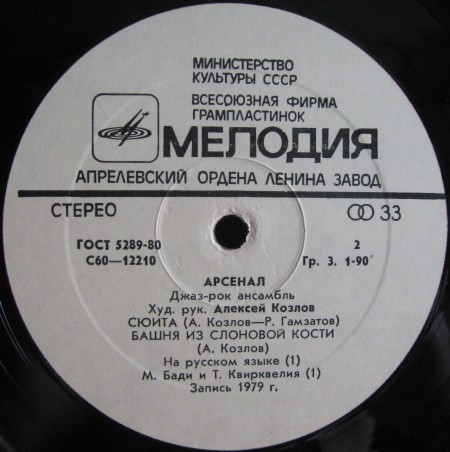 МИНИСТЕРСТВО
КУЛЬТУРЫ СССР
ВСЕСОЮЗНАЯ ФИРМА
ГРАМПЛАСТИНОК
МЕЛОДИЯ
АПРЕЛЕВСКИЙ ОРДЕНА ЛЕНИНА ЗАВОД
СТЕРЕО
33
ГОСТ 5289-80
2
С60—12210
Гр. 3. 1-90
АРСЕНАЛ
Джаз-рок ансамбль
Худ. рук. Алексей Козлов
СЮИТА (А. Козлов—Р. Гамзатов)
БАШНЯ ИЗ СЛОНОВОЙ КОСТИ
(А. Козлов)
На русском языке (1)
М. Бади и Т. Квирквелия (1)
Запись 1979 г.